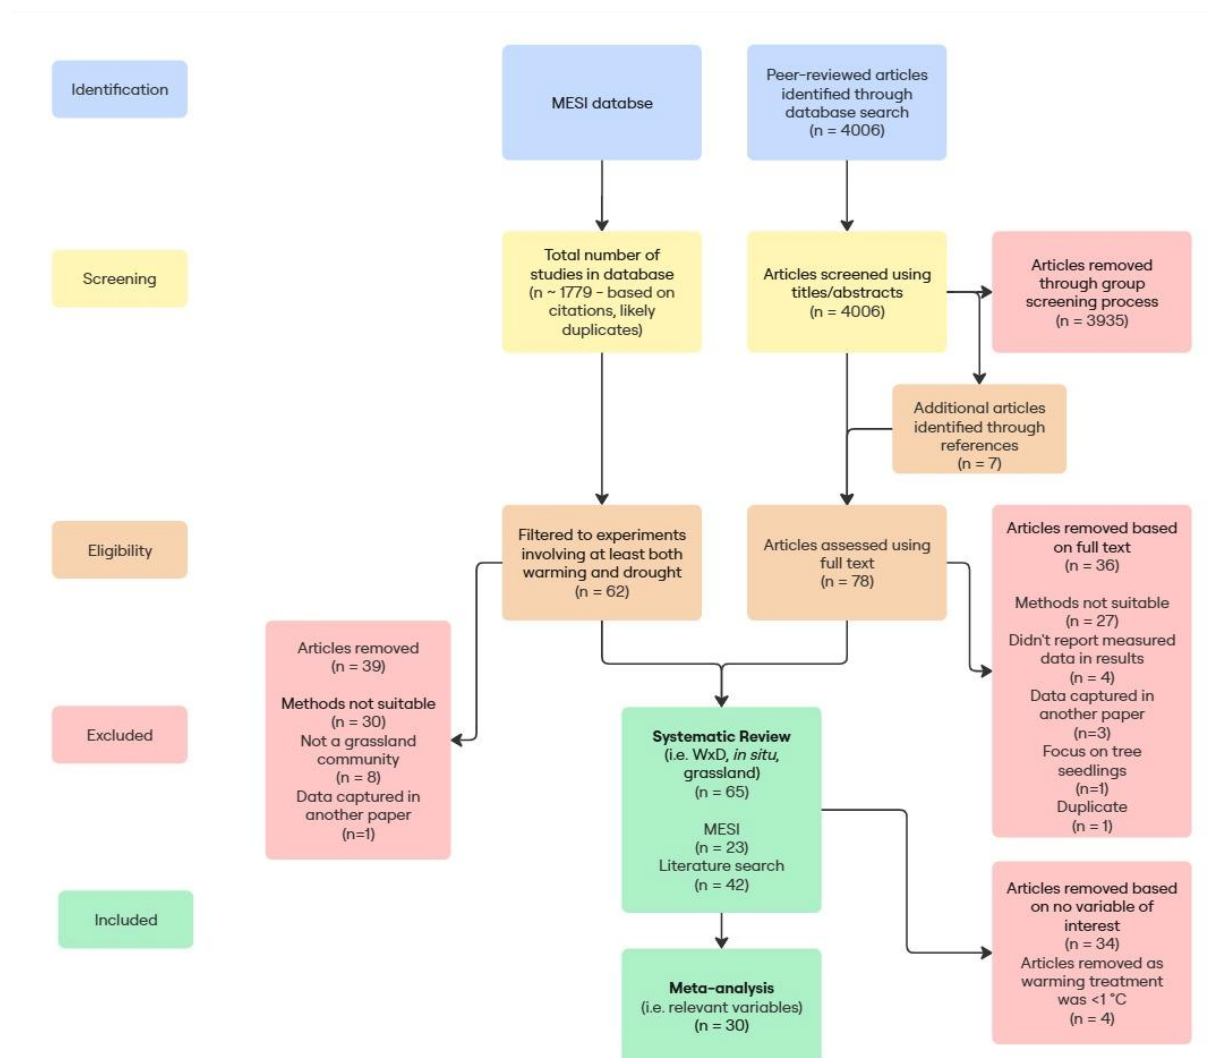 Identification
MESI databse
Peer-reviewed articles
identified through
database search
(n = 4006)
Screening
Total number of
studies in database
(n ~ 1779 - based on
citations, likely
duplicates)
Articles screened using
titles/abstracts
(n = 4006)
Articles removed
through group
screening process
(n = 3935)
Additional articles
identified through
references
(n = 7)
Eligibility
Filtered to experiments
involving at least both
warming and drought
(n = 62)
Articles assessed using
full text
(n = 78)
Articles removed based
on full text
(n = 36)
Methods not suitable
(n = 27)
Didn't report measured
data in results
(n = 4)
Data captured in
another paper
(n=3)
Focus on tree
seedlings
(n=1)
Duplicate
(n = 1)
Excluded
Articles removed
(n = 39)
Methods not suitable
(n = 30)
Not a grassland
community
(n = 8)
Data captured in
another paper
(n=1)
Systematic Review
(i.e. WxD, in situ,
grassland)
(n = 65)
MESI
(n = 23)
Literature search
(n = 42)
Included
Articles removed based
on no variable of
interest
(n = 34)
Articles removed as
warming treatment
was <1 °C
(n = 4)
Meta-analysis
(i.e. relevant variables)
(n = 30)